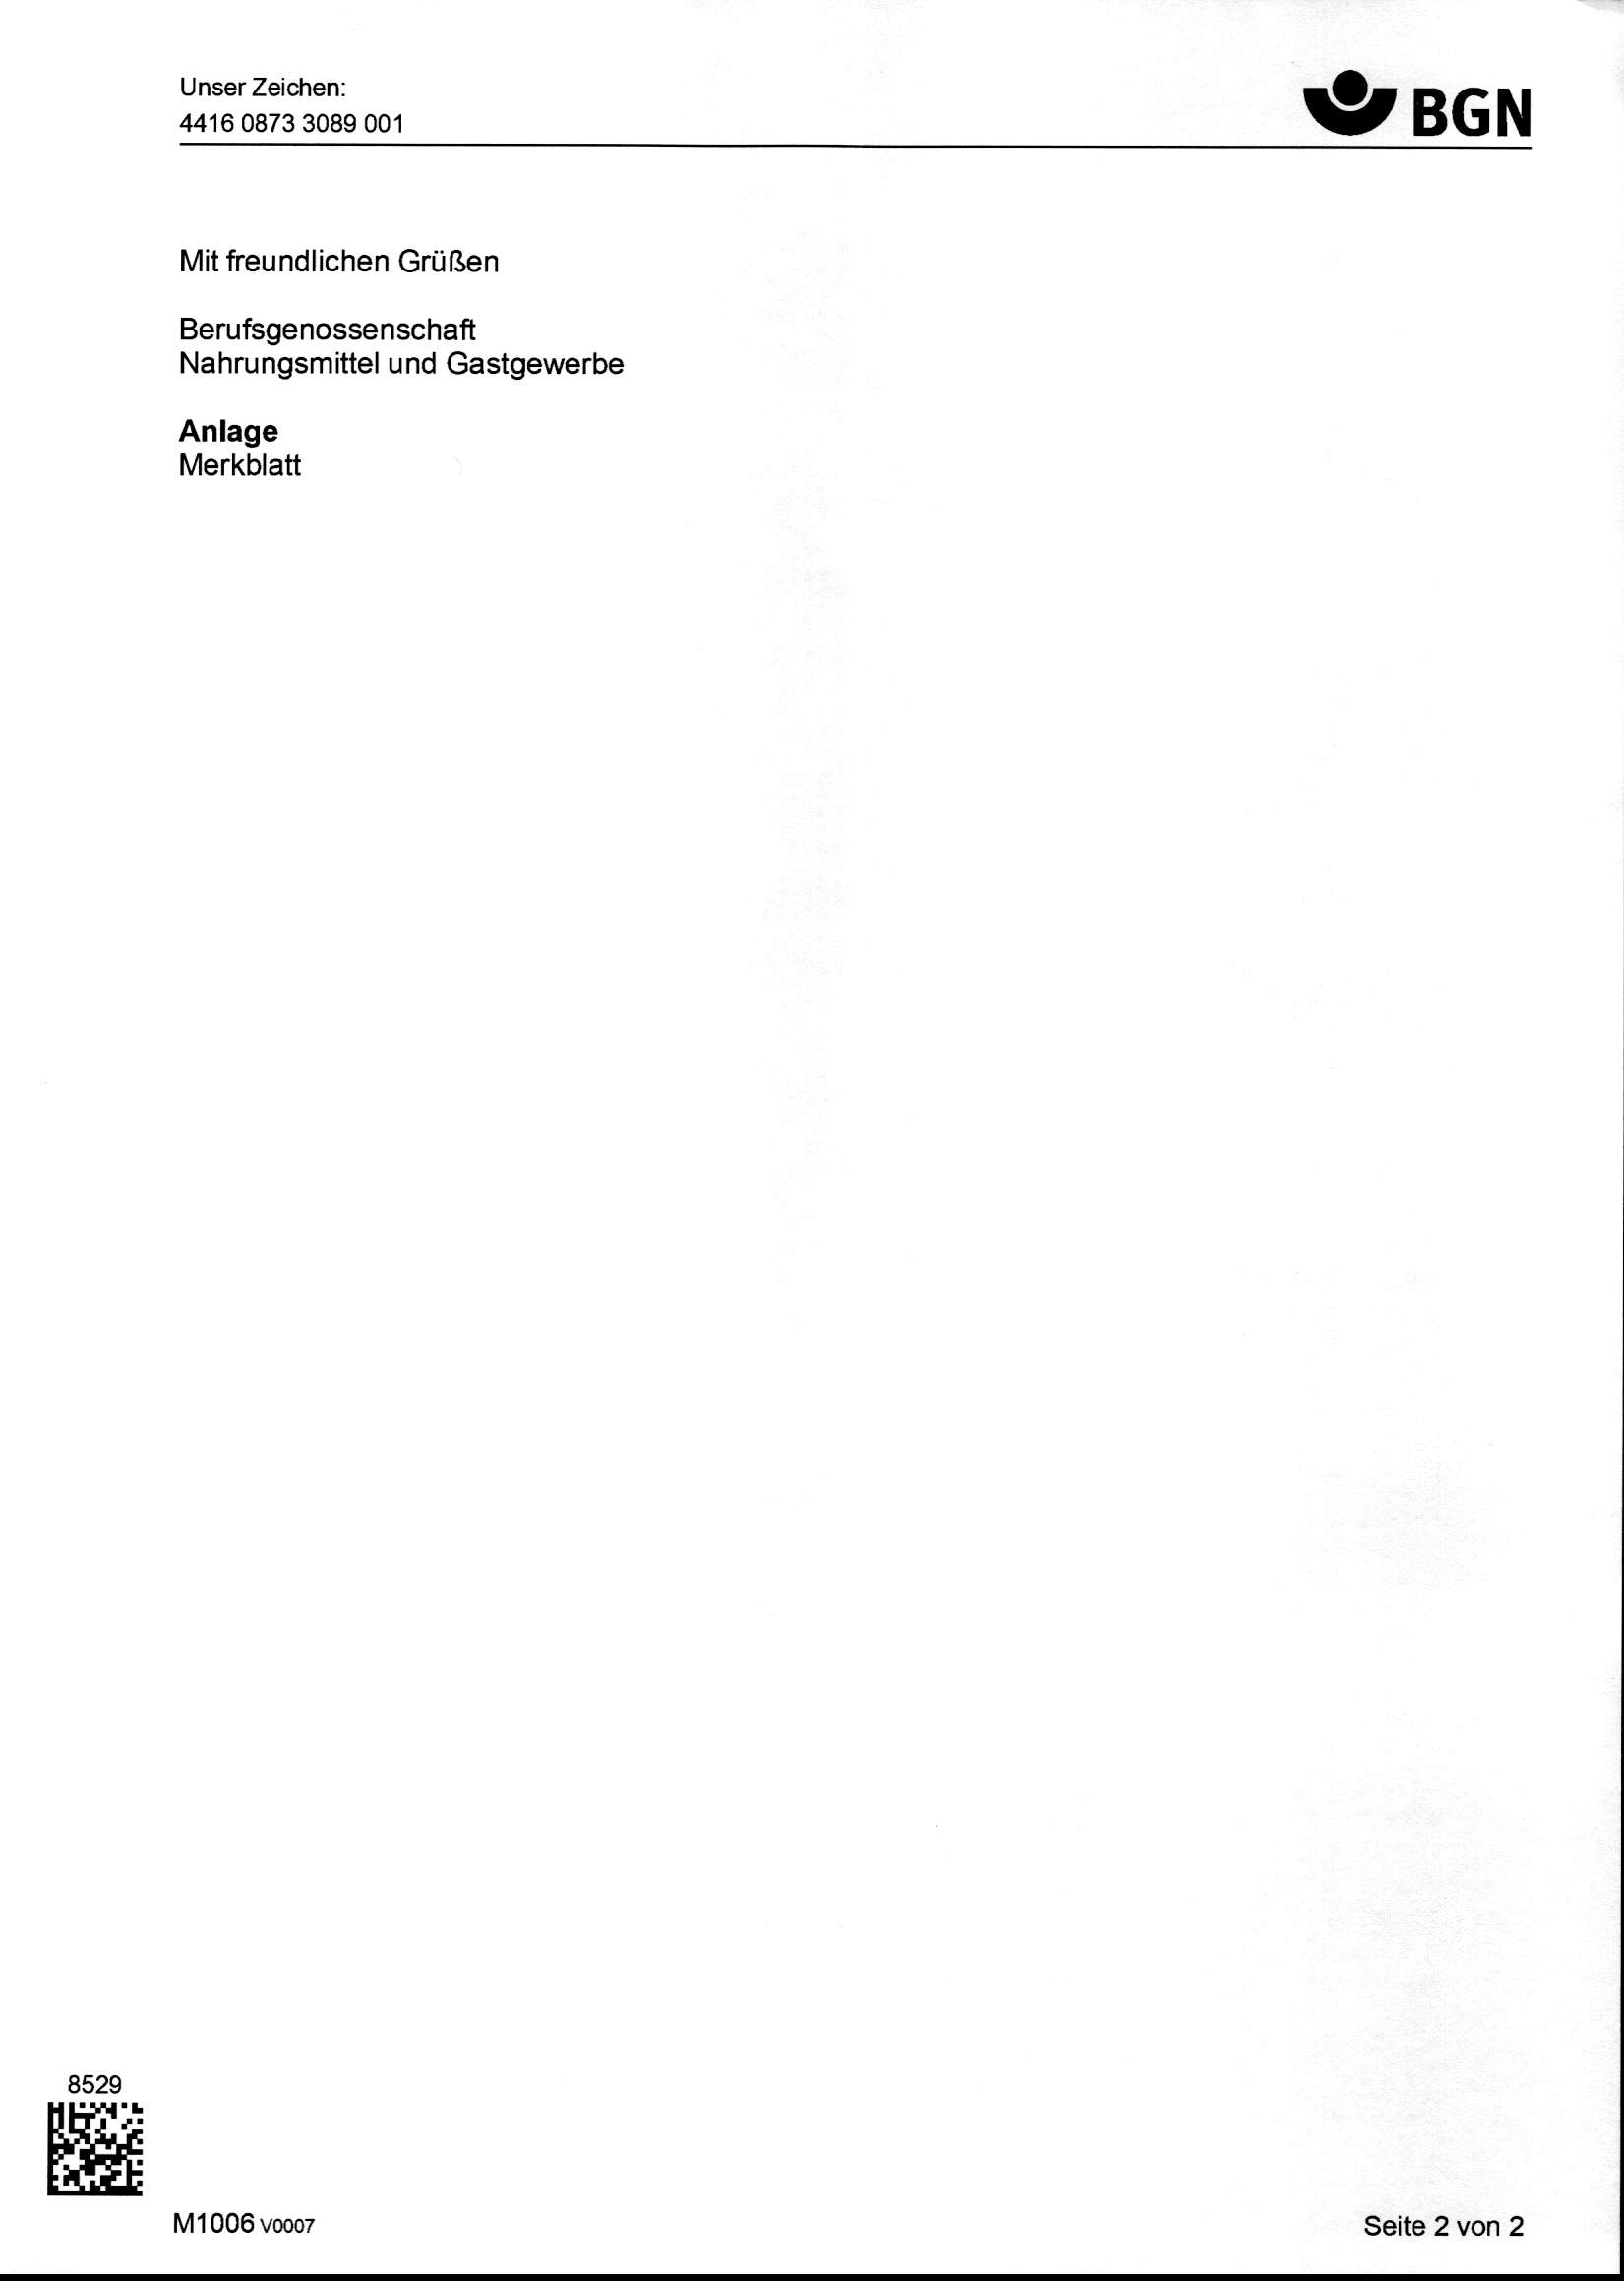 Unser Zeichen:
4416 0873 3089 001
BGN
Mit freundlichen Grüßen
Berufsgenossenschaft
Nahrungsmittel und Gastgewerbe
Anlage
Merkblatt
8529
M1006 V0007
Seite 2 von 2